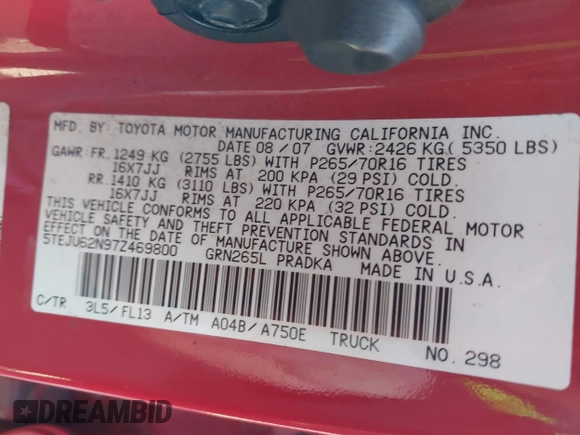 MFD. BY: TOYOTA MOTOR MANUFACTURING CALIFORNIA INC.
DATE 08 / 07 GVWR: 2426 KG( 5350 LBS)
GAWR: FR. 1249 KG (2755 LBS) WITH P265/70R16 TIRES
16X7JJ RIMS AT 200 KPA (29 PSI) COLD.
RR. 1410 KG (3110 LBS) WITH P265/70R16 TIRES
16X7JJ RIMS AT 220 KPA (32 PSI) COLD.
THIS VEHICLE CONFORMS TO ALL APPLICABLE FEDERAL MOTOR
VEHICLE SAFETY AND THEFT PREVENTION STANDARDS IN
EFFECT ON THE DATE OF MANUFACTURE SHOWN ABOVE.
5TEJU62N97Z469800 GRN265L PRADKA MADE IN U.S.A.
C/TR 3L5/FL13 A/TM A04B/A750E TRUCK NO. 298
DREAMBID